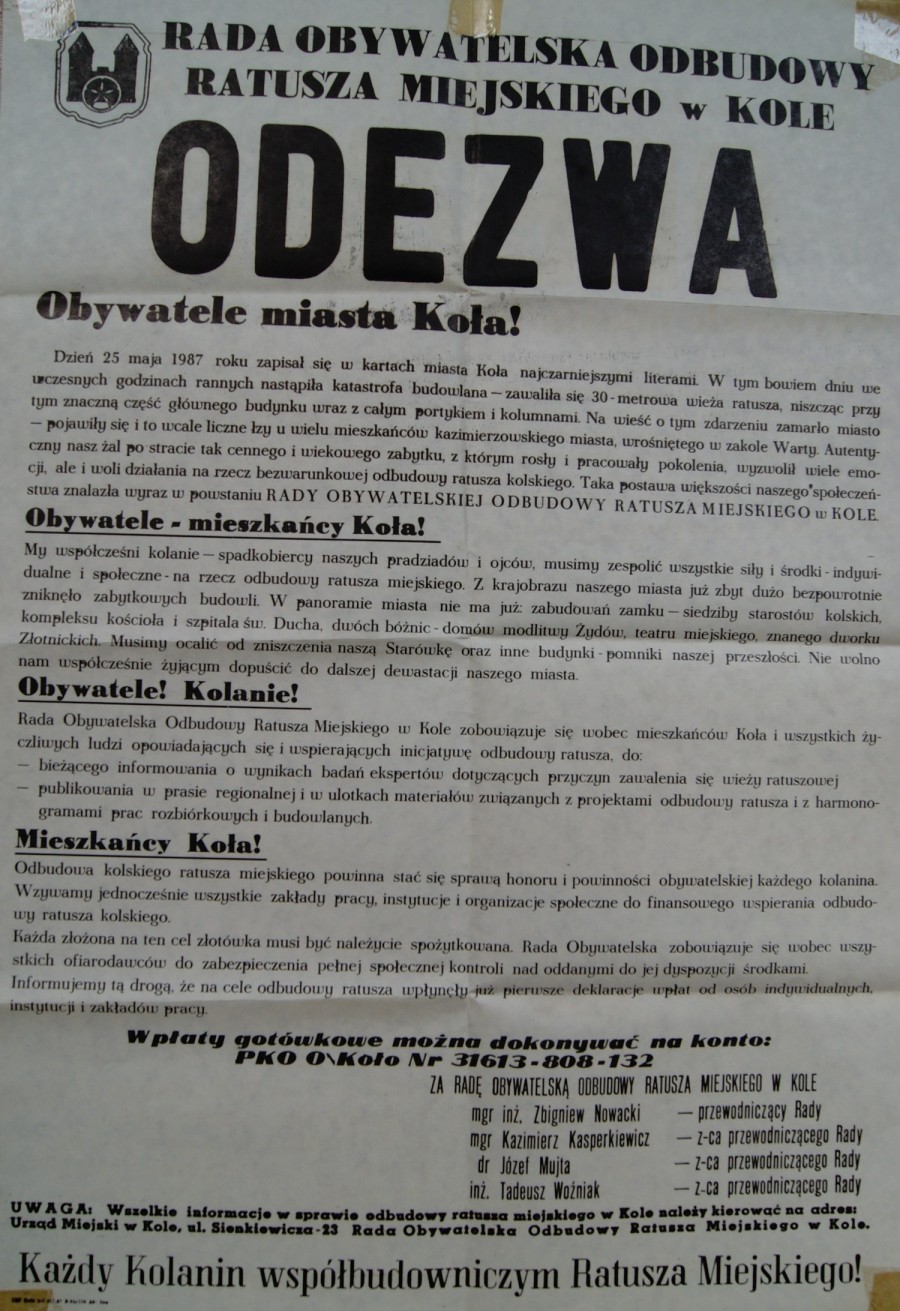 RADA OBYWATELSKA ODBUDOWY
RATUSZA MIEJSKIEGO w KOLE
ODEZWA
Obywatele miasta Koła!
Dzień 25 maja 1987 roku zapisał się w kartach miasta Koła najczarniejszymi literami. W tym bowiem dniu we
wczesnych godzinach rannych nastąpiła katastrofa budowlana – zawaliła się 30-metrowa wieża ratusza, niszcząc przy
tym znaczną część głównego budynku wraz z całym portykiem i kolumnami. Na wieść o tym zdarzeniu zamarło miasto
– pojawiły się i to wcale liczne łzy u wielu mieszkańców kazimierzowskiego miasta, wrośniętego w zakole Warty. Autenty-
czny nasz żal po stracie tak cennego i wiekowego zabytku, z którym rosły i pracowały pokolenia, wyzwolił wiele emo-
cji, ale i woli działania na rzecz bezwarunkowej odbudowy ratusza kolskiego. Taka postawa większości naszego społeczeń-
stwa znalazła wyraz w powstaniu RADY OBYWATELSKIEJ ODBUDOWY RATUSZA MIEJSKIEGO w KOLE.
Obywatele - mieszkańcy Koła!
My współcześni kolanie – spadkobiercy naszych pradziadów i ojców, musimy zespolić wszystkie siły i środki - indywi-
dualne i społeczne - na rzecz odbudowy ratusza miejskiego. Z krajobrazu naszego miasta już zbyt dużo bezpowrotnie
zniknęło zabytkowych budowli. W panoramie miasta nie ma już: zabudowań zamku – siedziby starostów kolskich,
kompleksu kościoła i szpitala św. Ducha, dwóch bóżnic - domów modlitwy Żydów, teatru miejskiego, znanego dworku
Złotnickich. Musimy ocalić od zniszczenia naszą Starówkę oraz inne budynki - pomniki naszej przeszłości. Nie wolno
nam współcześnie żyjącym dopuścić do dalszej dewastacji naszego miasta.
Obywatele! Kolanie!
Rada Obywatelska Odbudowy Ratusza Miejskiego w Kole zobowiązuje się wobec mieszkańców Koła i wszystkich ży-
czliwych ludzi opowiadających się i wspierających inicjatywę odbudowy ratusza, do:
– bieżącego informowania o wynikach badań ekspertów dotyczących przyczyn zawalenia się wieży ratuszowej
– publikowania w prasie regionalnej i w ulotkach materiałów związanych z projektami odbudowy ratusza i z harmono-
gramami prac rozbiórkowych i budowlanych.
Mieszkańcy Koła!
Odbudowa kolskiego ratusza miejskiego powinna stać się sprawą honoru i powinności obywatelskiej każdego kolanina.
Wzywamy jednocześnie wszystkie zakłady pracy, instytucje i organizacje społeczne do finansowego wspierania odbudo-
wy ratusza kolskiego.
Każda złożona na ten cel złotówka musi być należycie spożytkowana. Rada Obywatelska zobowiązuje się wobec wszy-
stkich ofiarodawców do zabezpieczenia pełnej społecznej kontroli nad oddanymi do jej dyspozycji środkami.
Informujemy tą drogą, że na cele odbudowy ratusza wpłynęły już pierwsze deklaracje wpłat od osób indywidualnych,
instytucji i zakładów pracy.
Wpłaty gotówkowe można dokonywać na konto:
PKO O\Koło Nr 31613-808-132
ZA RADĘ OBYWATELSKĄ ODBUDOWY RATUSZA MIEJSKIEGO W KOLE
mgr inż. Zbigniew Nowacki – przewodniczący Rady
mgr Kazimierz Kasperkiewicz – z-ca przewodniczącego Rady
dr Józef Mujta – z-ca przewodniczącego Rady
inż. Tadeusz Woźniak – z-ca przewodniczącego Rady
UWAGA: Wszelkie informacje w sprawie odbudowy ratusza miejskiego w Kole należy kierować na adres:
Urząd Miejski w Kole, ul. Sienkiewicza-23 Rada Obywatelska Odbudowy Ratusza Miejskiego w Kole.
Każdy Kolanin współbudowniczym Ratusza Miejskiego!